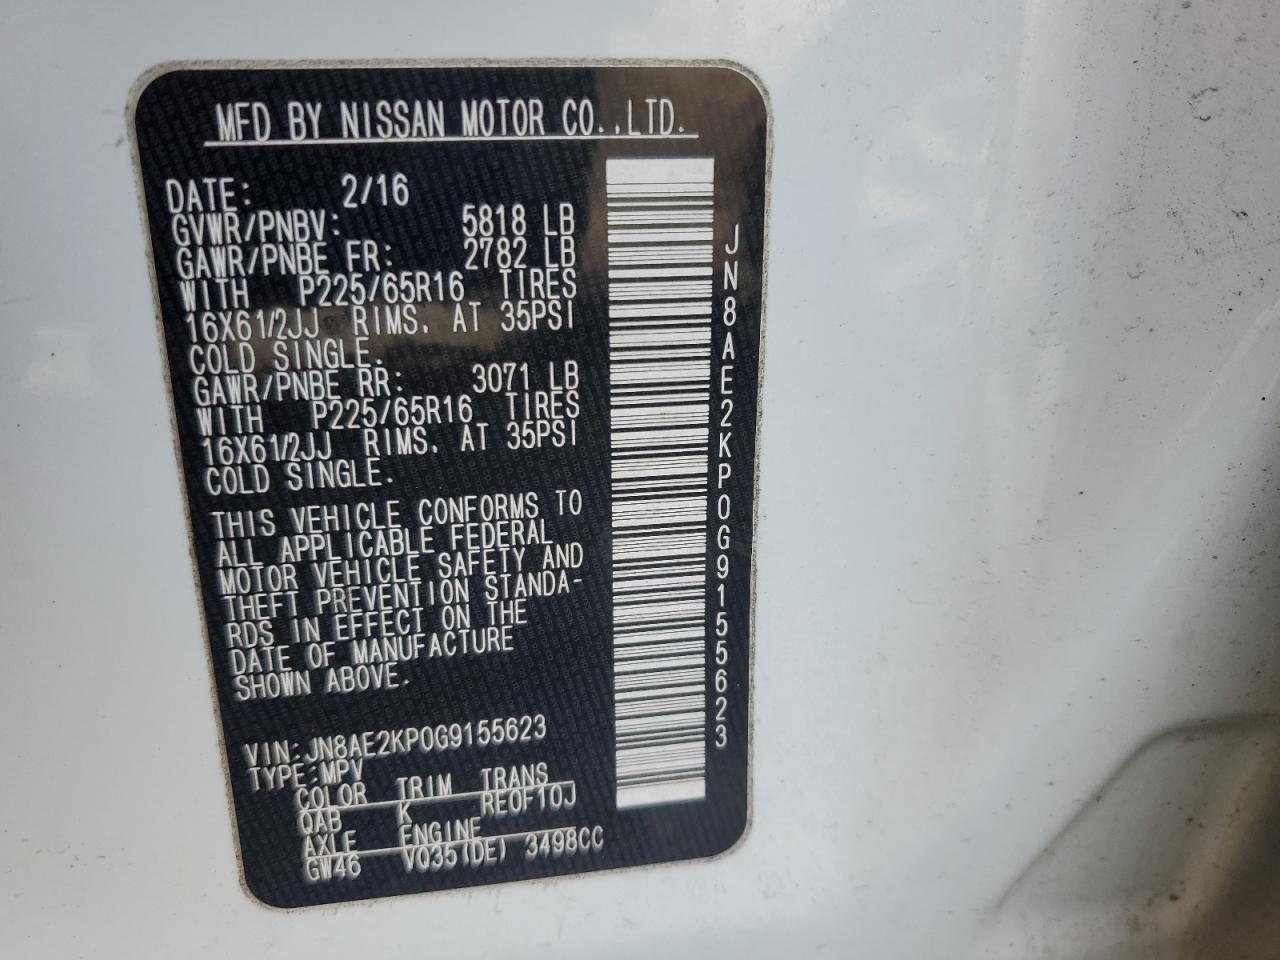 MFD BY NISSAN MOTOR CO.,LTD.
DATE: 2/16
GVWR/PNBV: 5818 LB
GAWR/PNBE FR: 2782 LB
WITH P225/65R16 TIRES
16X61/2JJ RIMS. AT 35PSI
COLD SINGLE.
GAWR/PNBE RR: 3071 LB
WITH P225/65R16 TIRES
16X61/2JJ RIMS. AT 35PSI
COLD SINGLE.
THIS VEHICLE CONFORMS TO
ALL APPLICABLE FEDERAL
MOTOR VEHICLE SAFETY AND
THEFT PREVENTION STANDA-
RDS IN EFFECT ON THE
DATE OF MANUFACTURE
SHOWN ABOVE.
VIN:JN8AE2KP0G9155623
TYPE:MPV
COLOR TRIM TRANS
QAB K RE0F10J
AXLE ENGINE
GW46 VQ35(DE) 3498CC
JN8AE2KP0G9155623